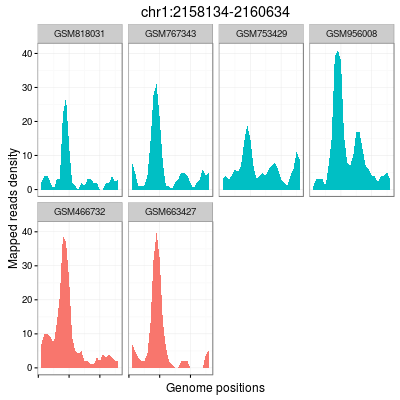 chr1:2158134-2160634
GSM818031 GSM767343 GSM753429 GSM956008
40
30
20
10
0
Mapped reads density
GSM466732 GSM663427
40
30
20
10
0
Genome positions